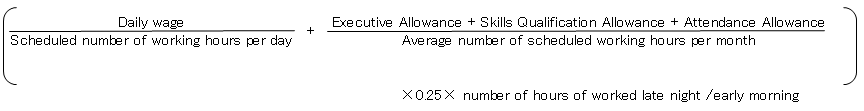 Daily wage
Scheduled number of working hours per day
+
Executive Allowance + Skills Qualification Allowance + Attendance Allowance
Average number of scheduled working hours per month
×0.25× number of hours of worked late night /early morning